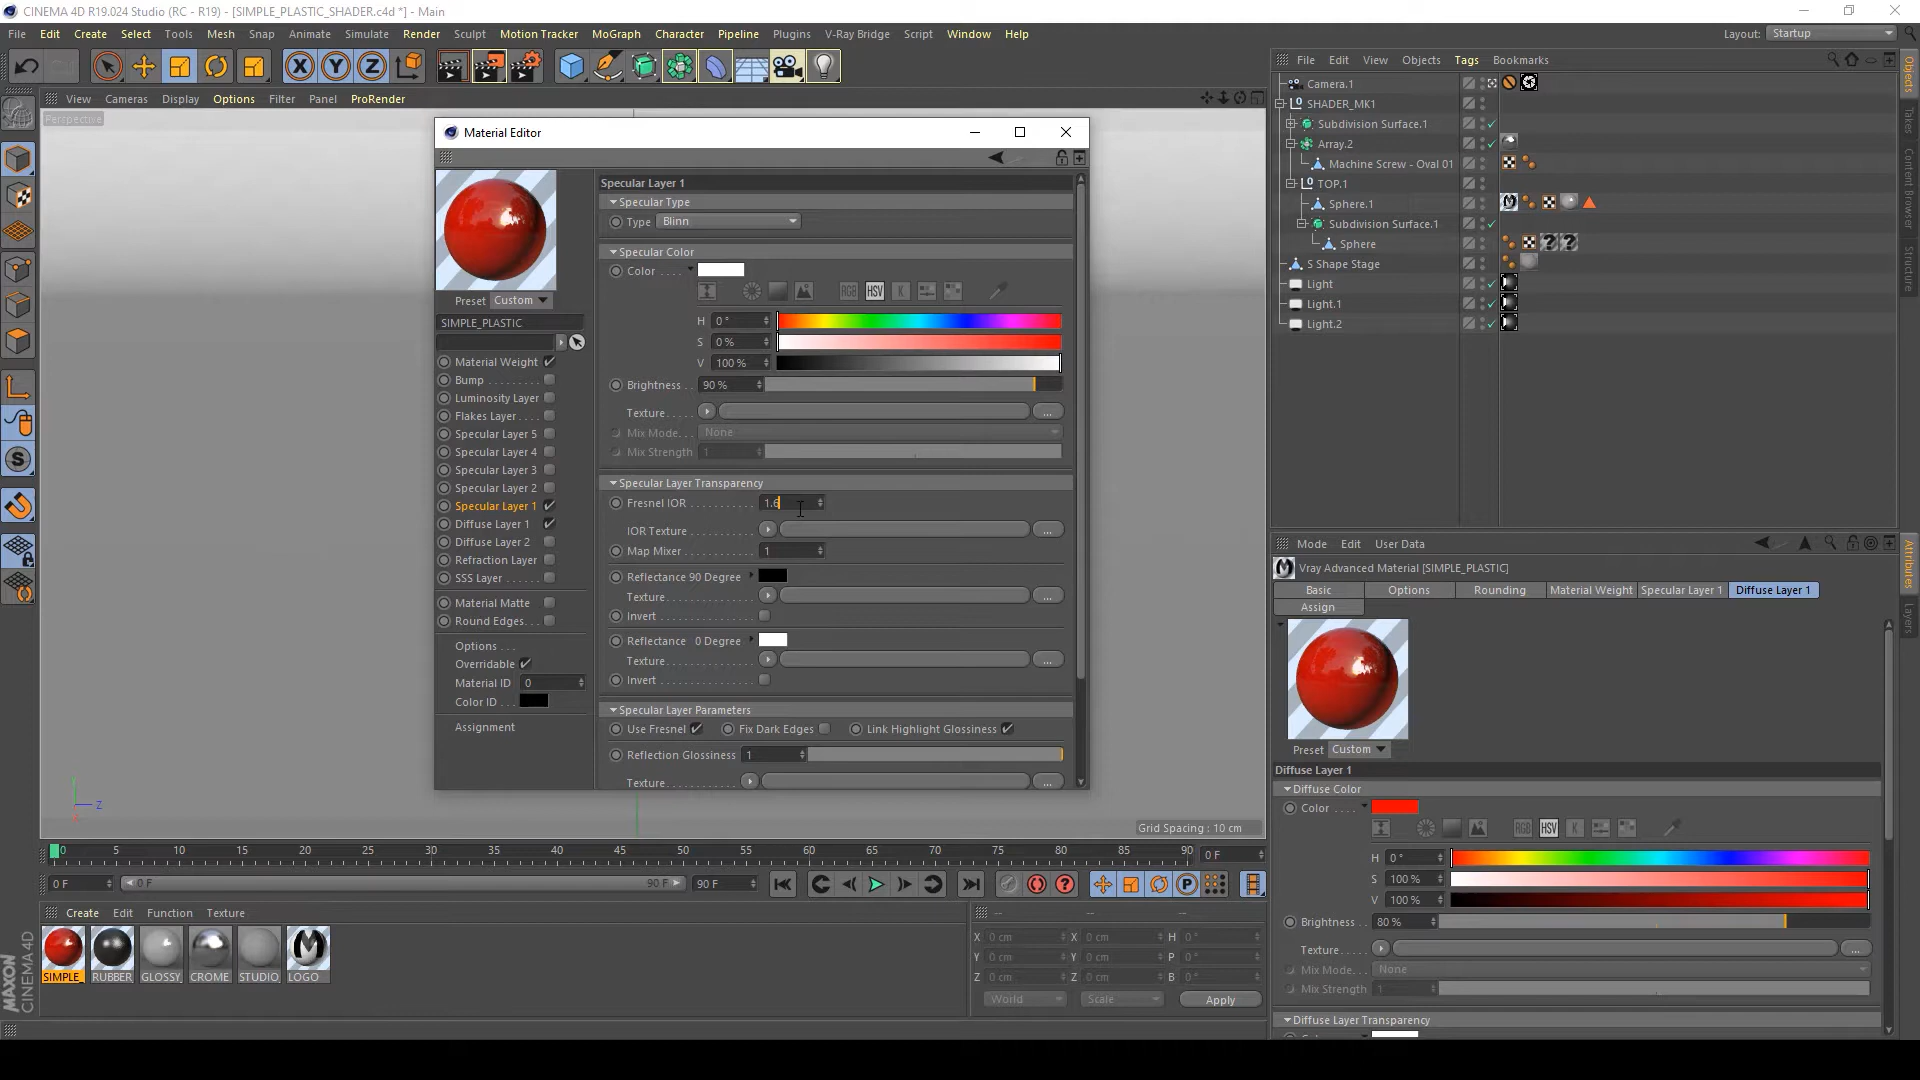 CINEMA 4D R19.024 Studio (RC - R19) - [SIMPLE_PLASTIC_SHADER.c4d *] - Main
File Edit Create Select Tools Mesh Snap Animate Simulate Render Sculpt Motion Tracker MoGraph Character Pipeline Plugins V-Ray Bridge Script Window Help
Layout: Startup
View Cameras Display Options Filter Panel ProRender
Perspective
Material Editor
Specular Layer 1
Specular Type
Type Blinn
Specular Color
Color ....
RGB HSV K
H 0 °
S 0 %
V 100 %
Brightness . . 90 %
Texture ..... ...
Mix Mode... None
Mix Strength 1
Specular Layer Transparency
Fresnel IOR ........... 1.6
IOR Texture ...
Map Mixer ........ 1
Reflectance 90 Degree
Texture ..... ...
Invert
Reflectance 0 Degree
Texture ..... ...
Invert
Specular Layer Parameters
Use Fresnel Fix Dark Edges Link Highlight Glossiness
Reflection Glossiness 1
Texture..... ...
Preset Custom
SIMPLE_PLASTIC
Material Weight
Bump
Luminosity Layer
Flakes Layer
Specular Layer 5
Specular Layer 4
Specular Layer 3
Specular Layer 2
Specular Layer 1
Diffuse Layer 1
Diffuse Layer 2
Refraction Layer
SSS Layer
Material Matte
Round Edges..
Options ...
Overridable
Material ID 0
Color ID
Assignment
Z
Grid Spacing : 10 cm
0 5 10 15 20 25 30 35 40 45 50 55 60 65 70 75 80 85 90 0 F
0 F 0 F 90 F 90 F
Create Edit Function Texture
SIMPLE_ RUBBER GLOSSY CROME STUDIO LOGO
MAXON
CINEMA 4D
-- -- --
X 0 cm X 0 cm H 0 °
Y 0 cm Y 0 cm P 0 °
Z 0 cm Z 0 cm B 0 °
World Scale Apply
File Edit View Objects Tags Bookmarks
Camera.1
SHADER_MK1
Subdivision Surface.1
Array.2
Machine Screw - Oval 01
TOP.1
Sphere.1
Subdivision Surface.1
Sphere
S Shape Stage
Light
Light.1
Light.2
Objects
Takes
Content Browser
Structure
Mode Edit User Data
Vray Advanced Material [SIMPLE_PLASTIC]
Basic Options Rounding Material Weight Specular Layer 1 Diffuse Layer 1
Assign
Preset Custom
Diffuse Layer 1
Diffuse Color
Color ....
RGB HSV K
H 0 °
S 100 %
V 100 %
Brightness . . 80 %
Texture ..... ...
Mix Mode... None
Mix Strength 1
Diffuse Layer Transparency
Attributes
Layers